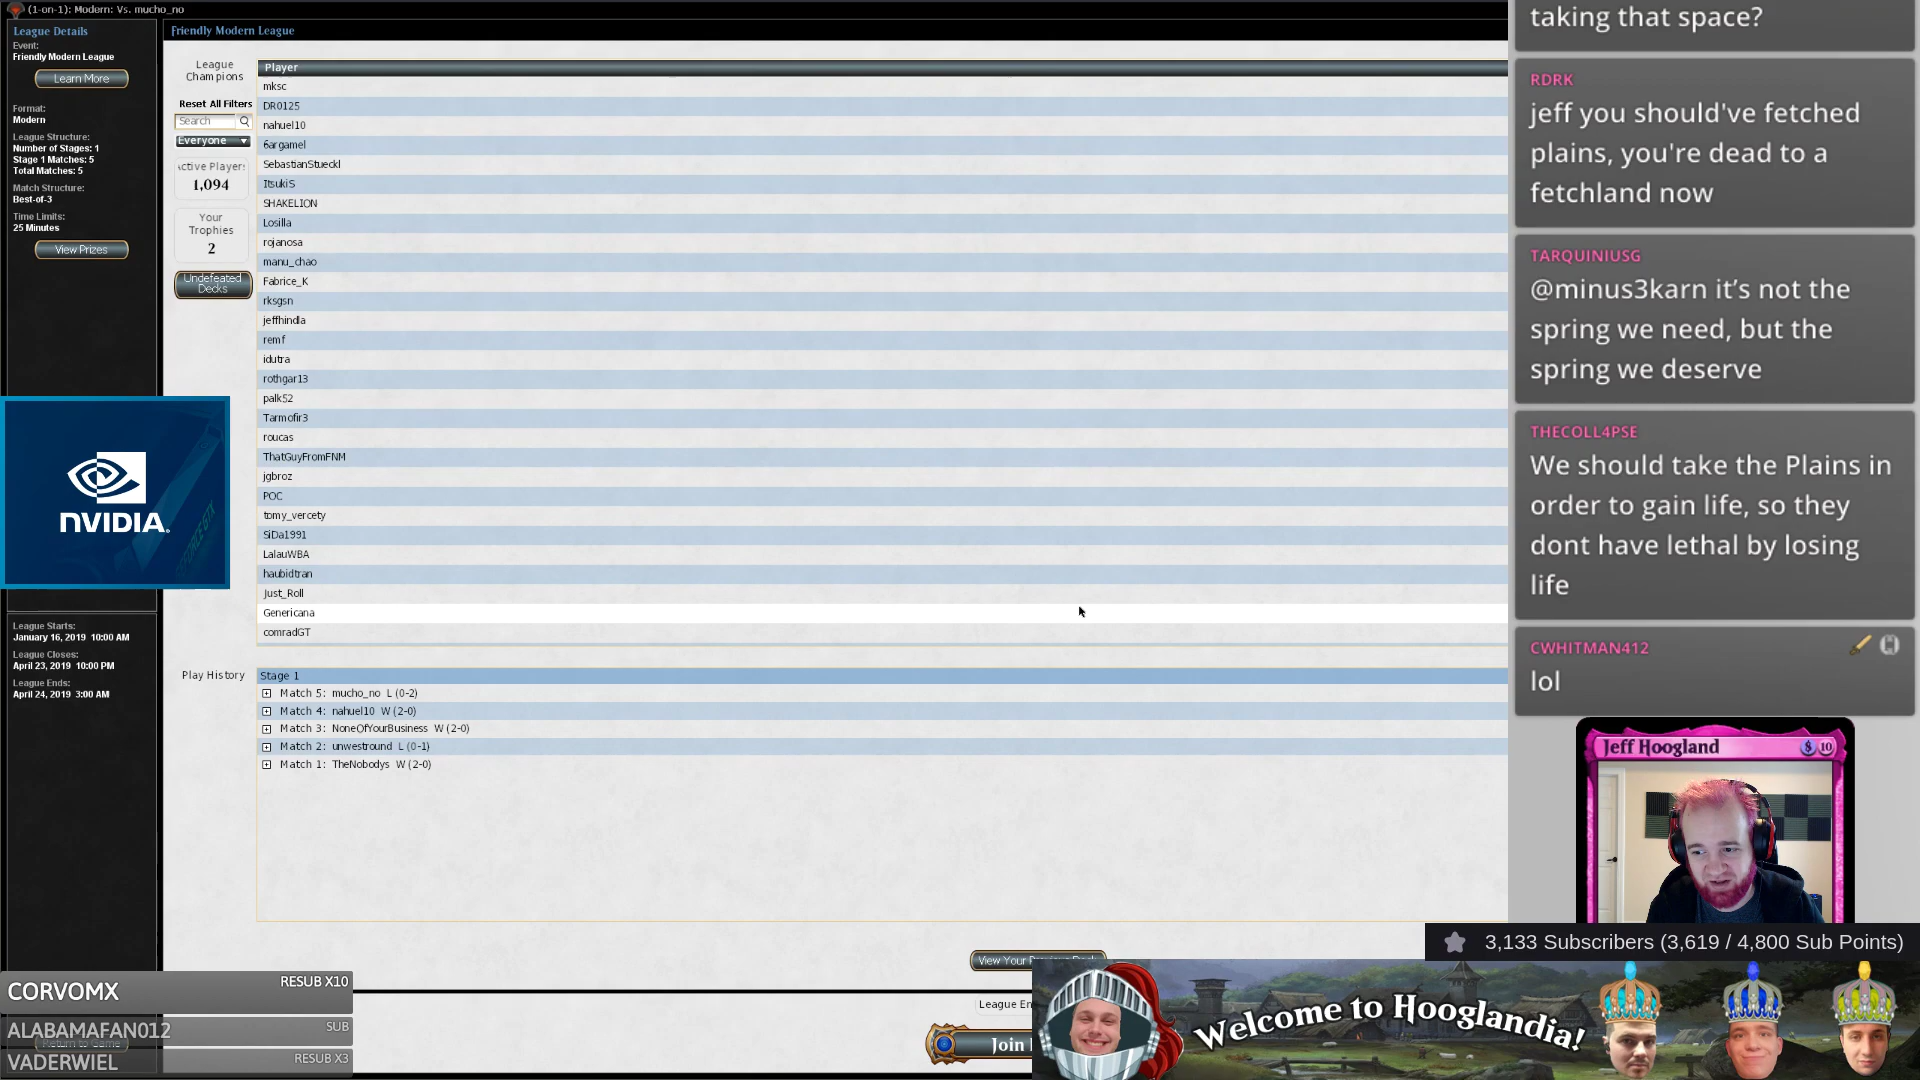 (1-on-1): Modern: Vs. mucho_no
League Details
Event:
Friendly Modern League
Learn More
Format:
Modern
League Structure:
Number of Stages: 1
Stage 1 Matches: 5
Total Matches: 5
Match Structure:
Best-of-3
Time Limits:
25 Minutes
View Prizes
NVIDIA.
League Starts:
January 16, 2019 10:00 AM
League Closes:
April 23, 2019 10:00 PM
League Ends:
April 24, 2019 3:00 AM
Friendly Modern League
League
Champions
Reset All Filters
Search
Everyone
Active Player
1,094
Your
Trophies
2
Undefeated
Decks
Player
mksc
DR0125
nahuel10
6argamel
SebastianStueckl
ItsukiS
SHAKELION
Losilla
rojanosa
manu_chao
Fabrice_K
rksgsn
jeffhindla
remf
idutra
rothgar13
palk52
Tarmofir3
roucas
ThatGuyFromFNM
jgbroz
POC
tomy_vercety
SiDa1991
LalauWBA
haubidtran
Just_Roll
Genericana
comradGT
Play History
Stage 1
Match 5: mucho_no L (0-2)
Match 4: nahuel10 W (2-0)
Match 3: NoneOfYourBusiness W (2-0)
Match 2: unwestround L (0-1)
Match 1: TheNobodys W (2-0)
View Your Previous Deck
League En
Join
CORVOMX RESUB X10
ALABAMAFAN012 SUB
Return to Game
VADERWIEL RESUB X3
taking that space?
RDRK
jeff you should've fetched
plains, you're dead to a
fetchland now
TARQUINIUSG
@minus3karn it's not the
spring we need, but the
spring we deserve
THECOLL4PSE
We should take the Plains in
order to gain life, so they
dont have lethal by losing
life
CWHITMAN412
lol
Jeff Hoogland 10
3,133 Subscribers (3,619 / 4,800 Sub Points)
Welcome to Hooglandia!